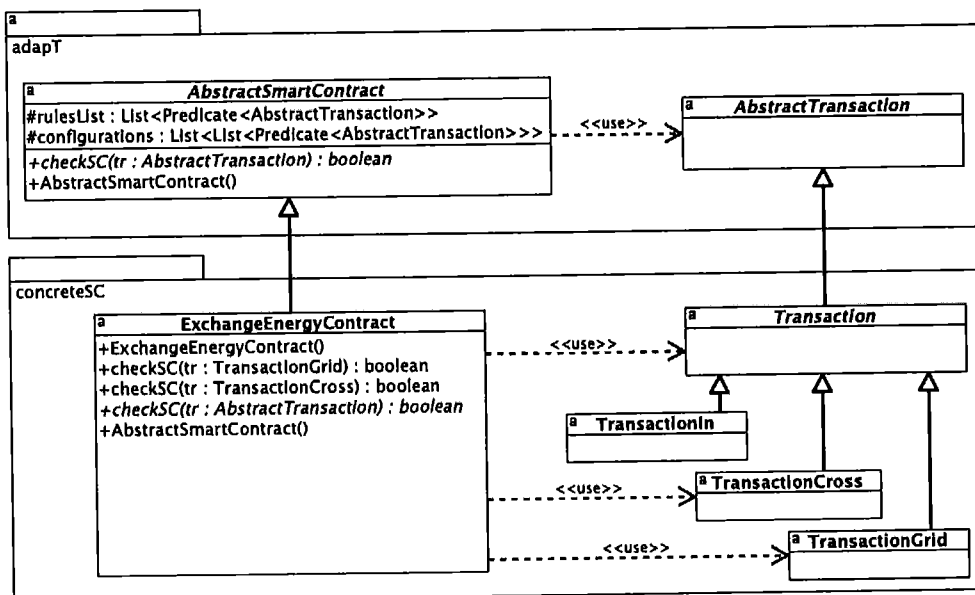 a
adapT
a
AbstractSmartContract
#rulesList : List<Predicate<AbstractTransaction>>
#configurations : List<List<Predicate<AbstractTransaction>>>
+checkSC(tr : AbstractTransaction) : boolean
+AbstractSmartContract()
<<use>>
a
AbstractTransaction
concreteSC
a
ExchangeEnergyContract
+ExchangeEnergyContract()
+checkSC(tr : TransactionGrid) : boolean
+checkSC(tr : TransactionCross) : boolean
+checkSC(tr : AbstractTransaction) : boolean
+AbstractSmartContract()
<<use>>
a
Transaction
a
TransactionIn
<<use>>
a
TransactionCross
<<use>>
a
TransactionGrid